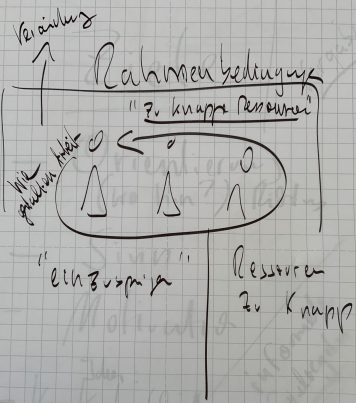 Veränderung
Rahmenbedingungen
"Zu knappe Ressourcen"
Wie
gestalten Arbeit
"einzuspringen"
Ressourcen
zu knapp